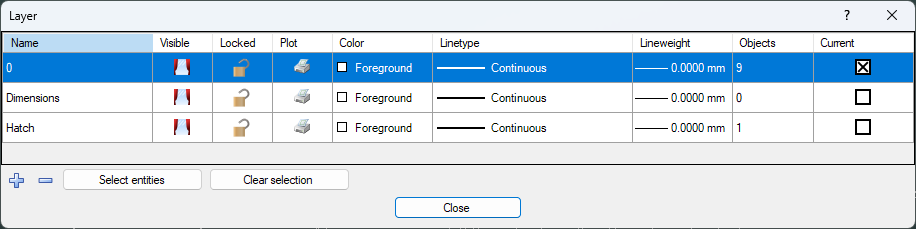 Layer ?
Name Visible Locked Plot Color Linetype Lineweight Objects Current
0 Foreground Continuous 0.0000 mm 9
Dimensions Foreground Continuous 0.0000 mm 0
Hatch Foreground Continuous 0.0000 mm 1
Select entities Clear selection
Close